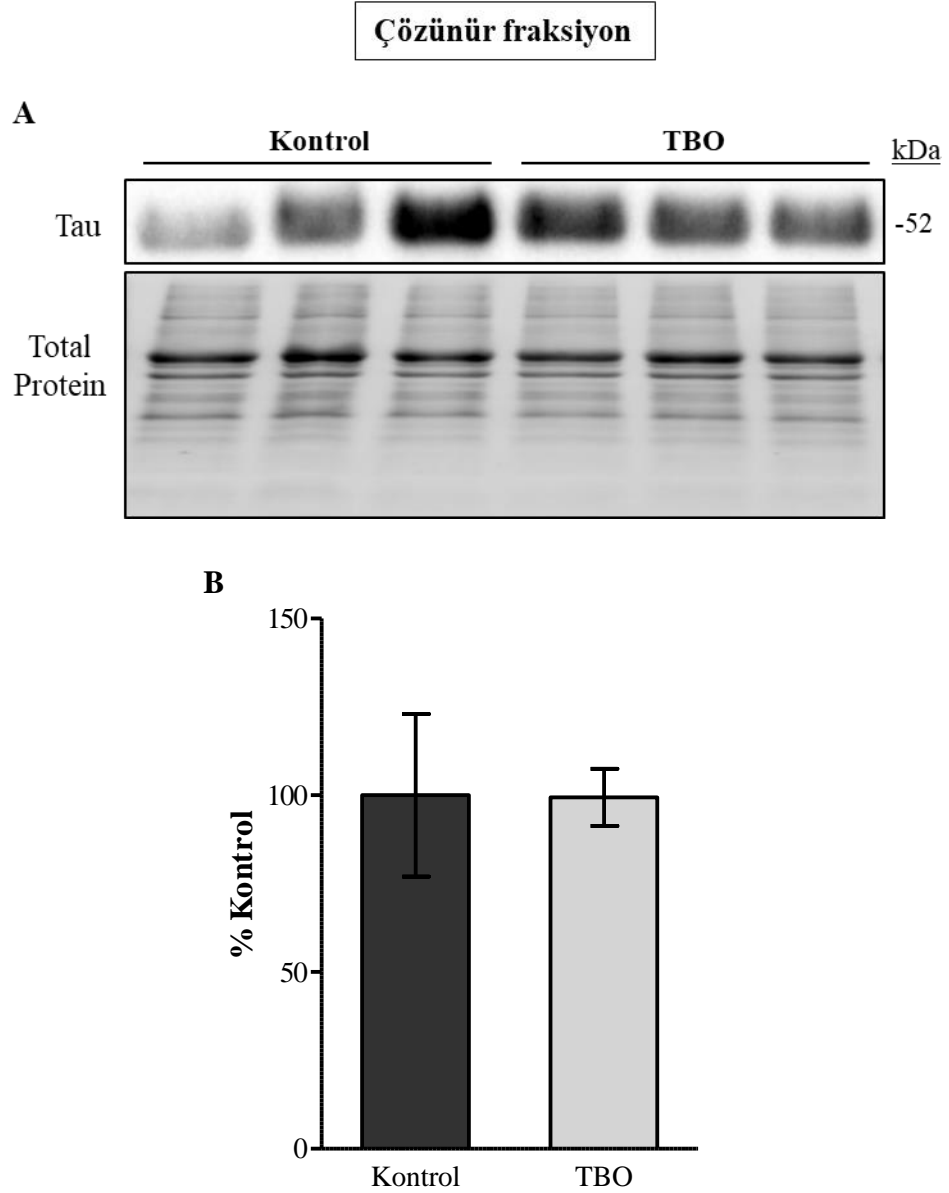 Çözünür fraksiyon
A
Kontrol TBO kDa
Tau -52
Total
Protein
B
% Kontrol
150
100
50
0
Kontrol TBO